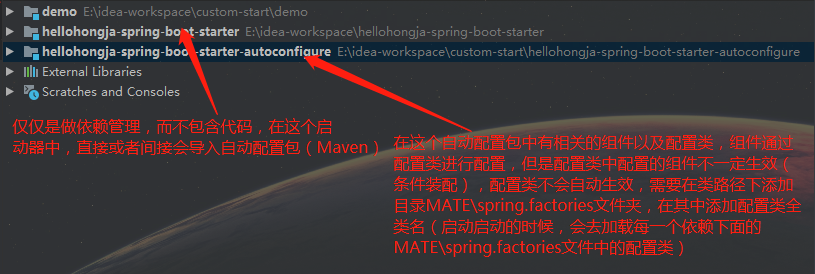 demo E:\idea-workspace\custom-start\demo
hellohongja-spring-boot-starter E:\idea-workspace\hellohongja-spring-boot-starter
hellohongja-spring-boot-starter-autoconfigure E:\idea-workspace\custom-start\hellohongja-spring-boot-starter-autoconfigure
External Libraries
Scratches and Consoles
仅仅是做依赖管理，而不包含代码，在这个启
动器中，直接或者间接会导入自动配置包（Maven）
在这个自动配置包中有相关的组件以及配置类，组件通过
配置类进行配置，但是配置类中配置的组件不一定生效（
条件装配），配置类不会自动生效，需要在类路径下添加
目录MATE\spring.factories文件夹，在其中添加配置类全
类名（启动启动的时候，会去加载每一个依赖下面的
MATE\spring.factories文件中的配置类）